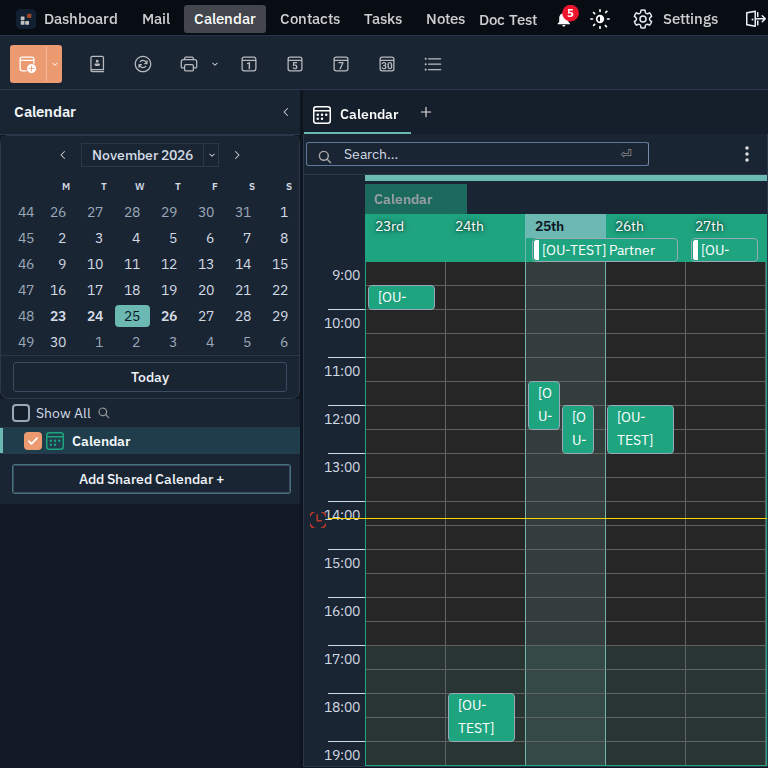 Dashboard Mail Calendar Contacts Tasks Notes Doc Test 5 Settings
1 5 7 30
Calendar
November 2026
M T W T F S S
44 26 27 28 29 30 31 1
45 2 3 4 5 6 7 8
46 9 10 11 12 13 14 15
47 16 17 18 19 20 21 22
48 23 24 25 26 27 28 29
49 30 1 2 3 4 5 6
Today
Show All
Calendar
Add Shared Calendar +
Calendar +
Search...
Calendar
23rd 24th 25th 26th 27th
[OU-TEST] Partner [OU-
9:00
[OU-
10:00
11:00
[O
U-
12:00
[O
U-
[OU-
TEST]
13:00
14:00
15:00
16:00
17:00
18:00
[OU-
TEST]
19:00